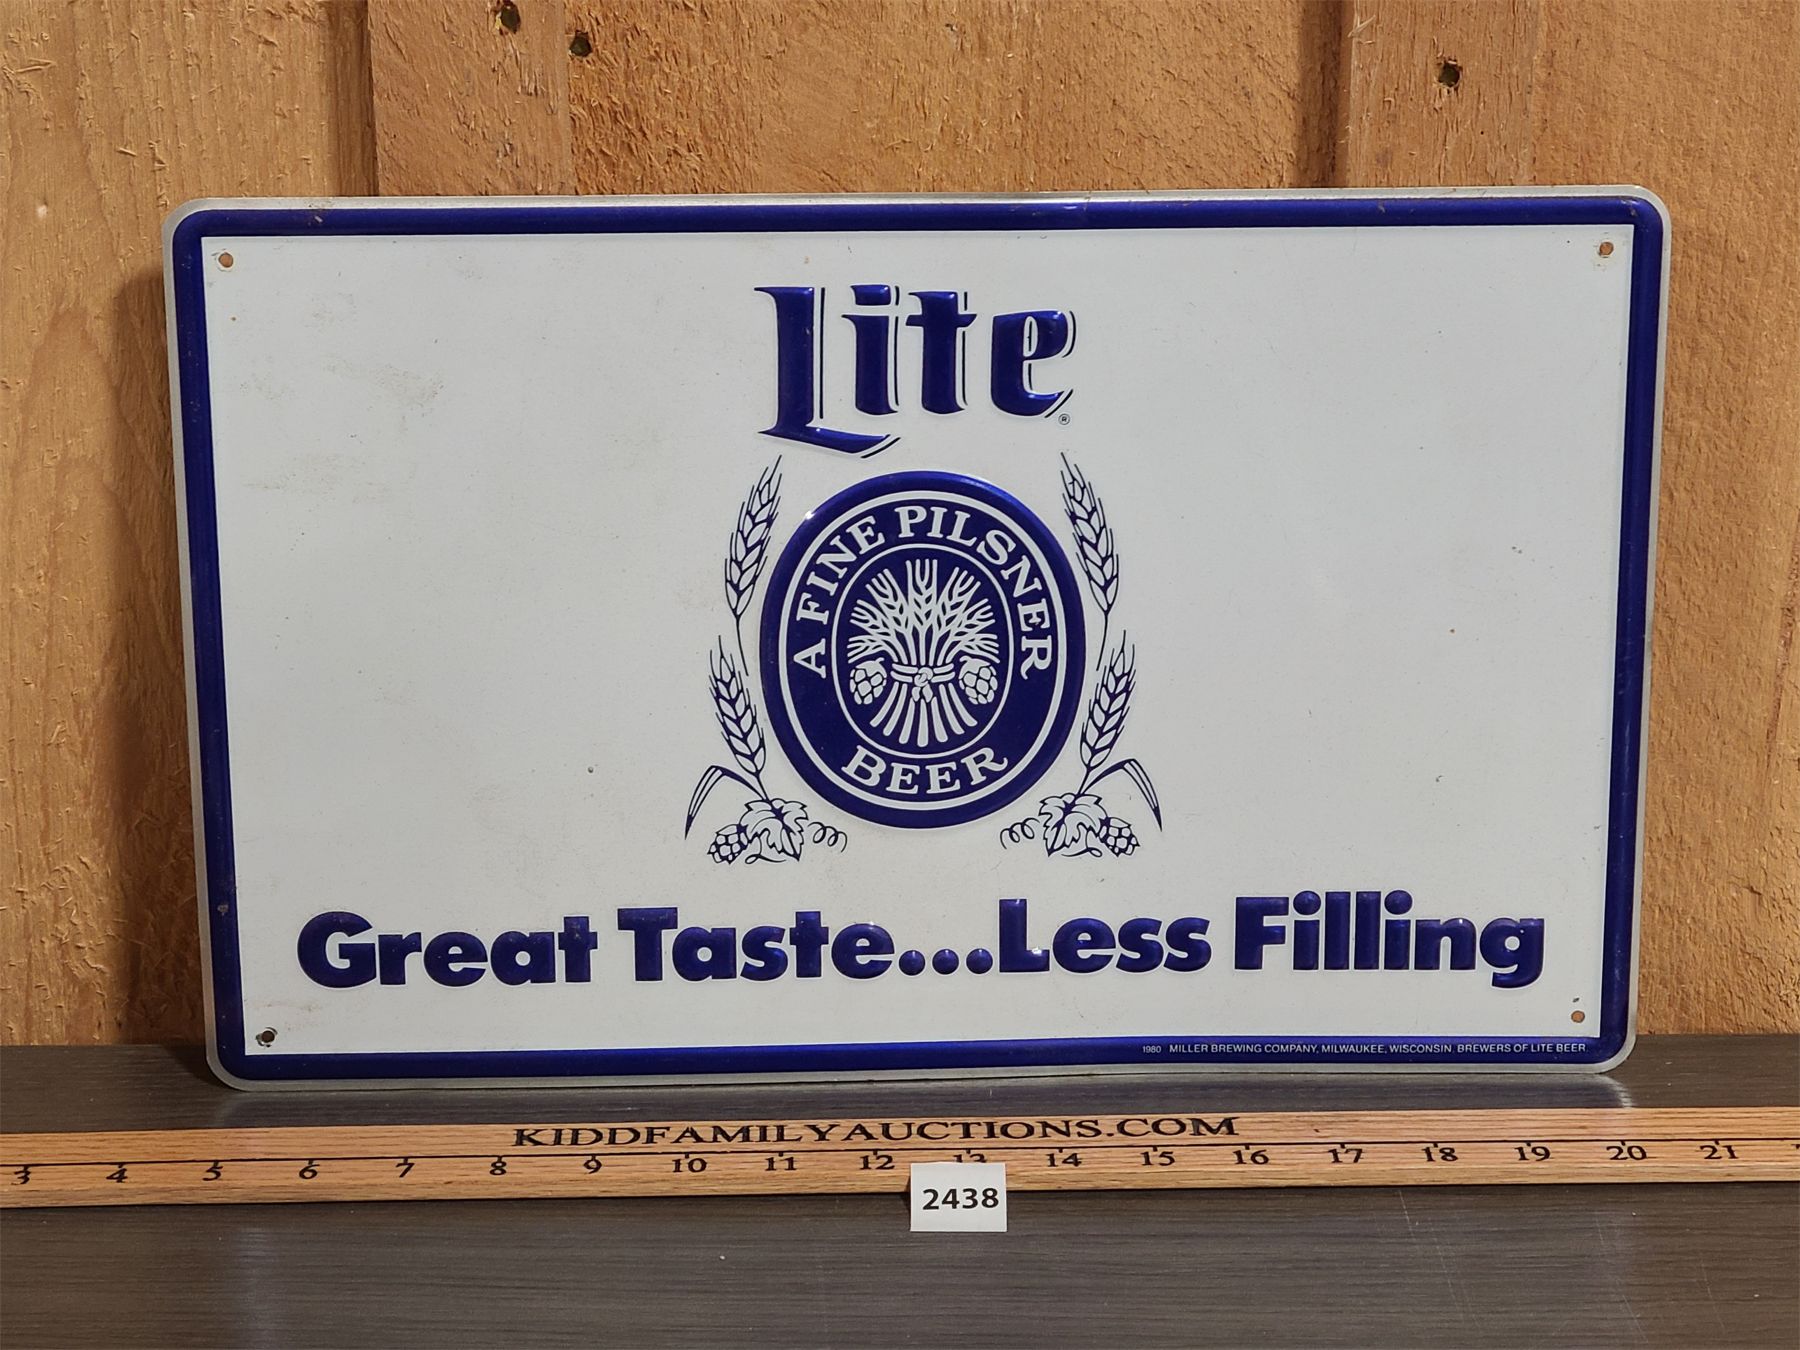 Lite®
A FINE PILSNER
BEER
Great Taste...Less Filling
1980 MILLER BREWING COMPANY, MILWAUKEE, WISCONSIN. BREWERS OF LITE BEER.
KIDDFAMILYAUCTIONS.COM
3 4 5 6 7 8 9 10 11 12 13 14 15 16 17 18 19 20 21
2438